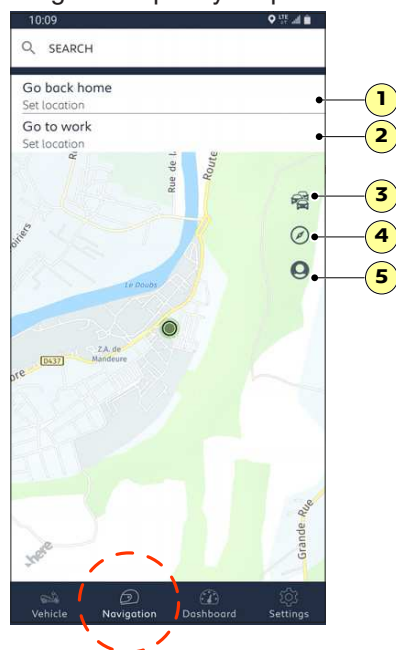 10:09
LTE
SEARCH
Go back home
Set location
1
Go to work
Set location
2
Rue de l
Route
3
4
5
Le Doubs
Z.A. de
Mandeure
D437
Grande Rue
here
Vehicle
Navigation
Dashboard
Settings